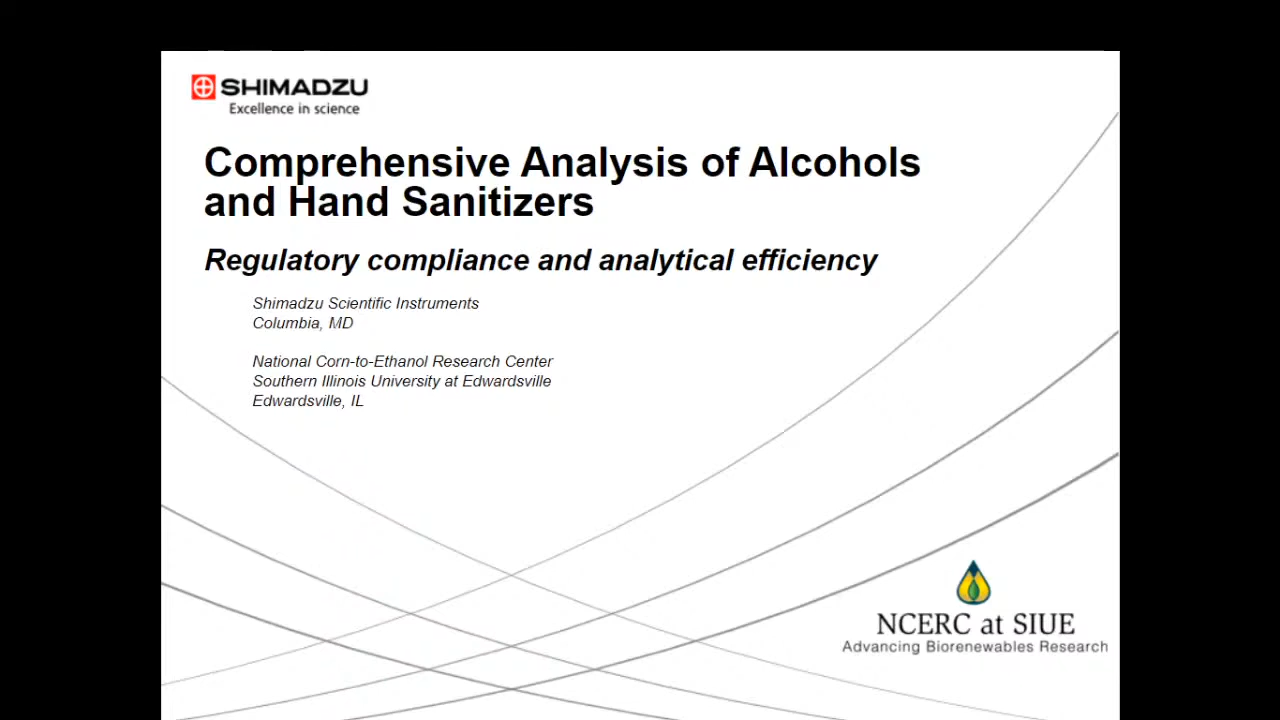 SHIMADZU
Excellence in science
Comprehensive Analysis of Alcohols
and Hand Sanitizers
Regulatory compliance and analytical efficiency
Shimadzu Scientific Instruments
Columbia, MD
National Corn-to-Ethanol Research Center
Southern Illinois University at Edwardsville
Edwardsville, IL
NCERC at SIUE
Advancing Biorenewables Research